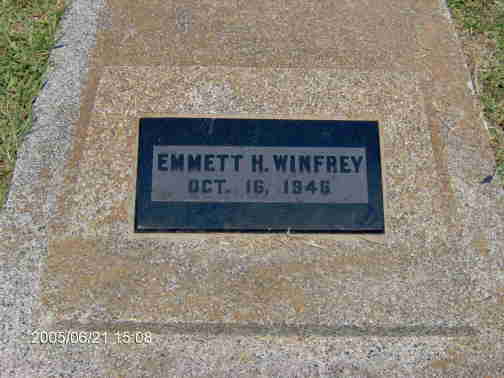 EMMETT H. WINFREY
OCT. 16, 1946
2005/06/21 15:08